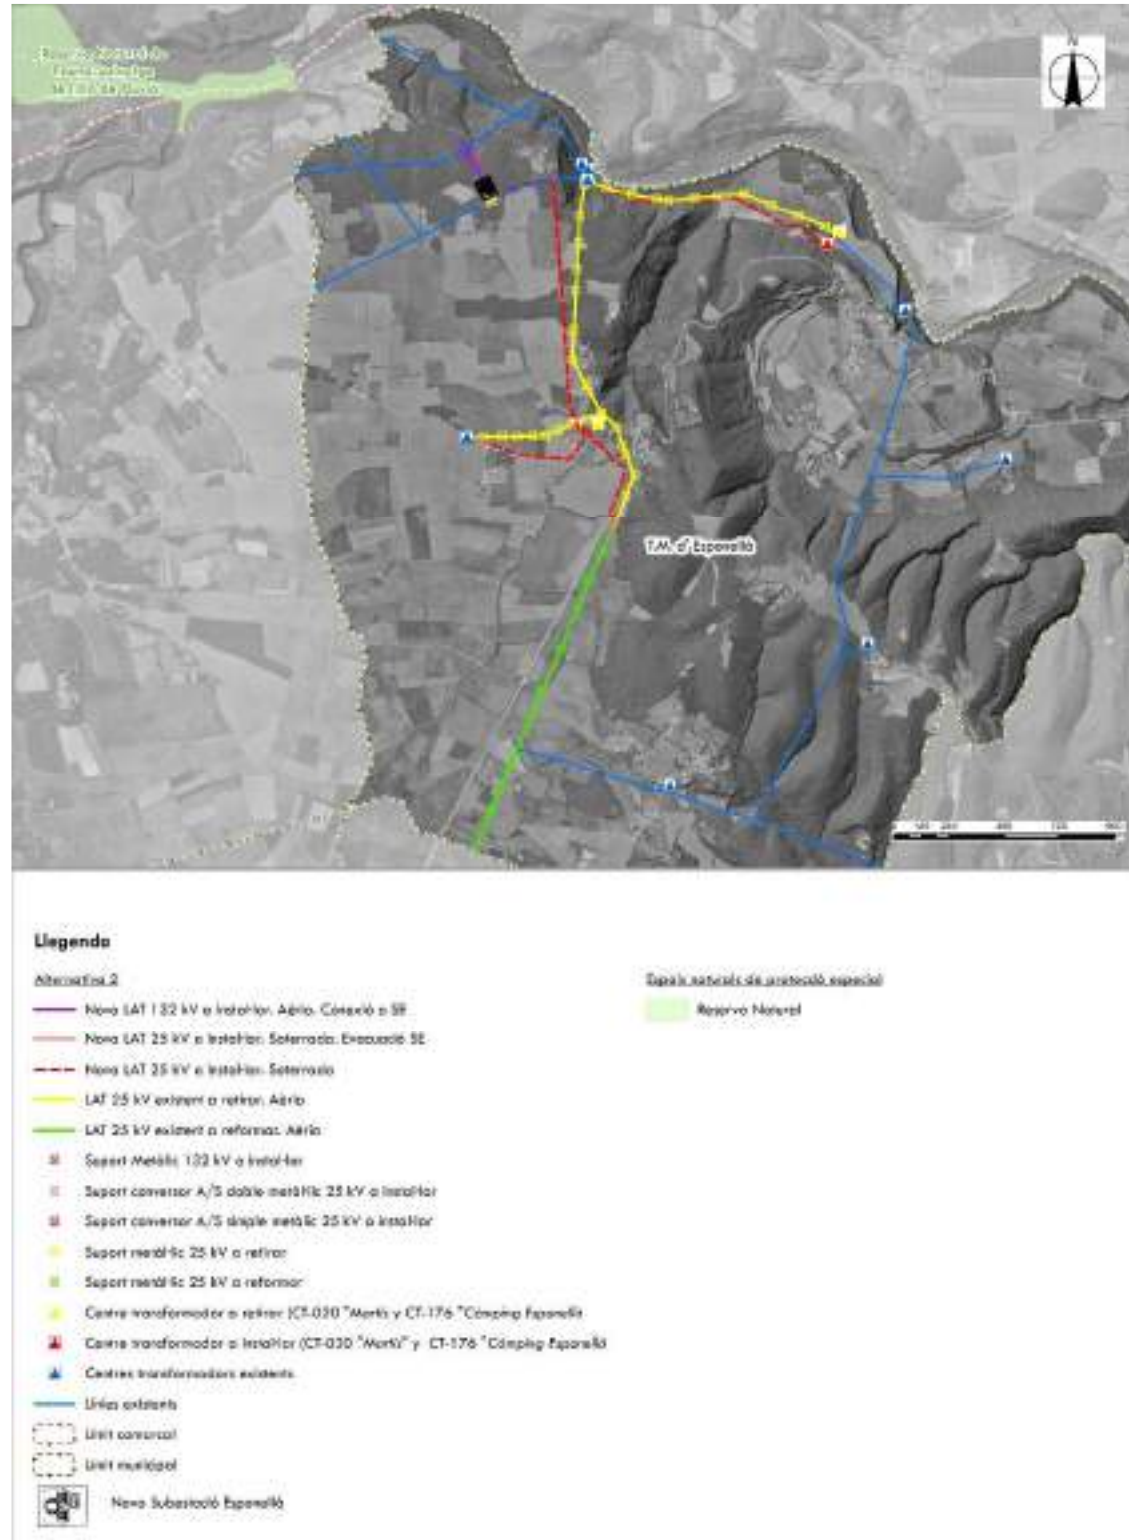 N
T.M. d' Esponellà
Llegenda
Alternativa 2
Nova LAT 132 kV a instal·lar. Aèria. Conexió a SE
Nova LAT 25 kV a instal·lar. Soterrada. Evacuació SE
Nova LAT 25 kV a instal·lar. Soterrada
LAT 25 kV existent a retirar. Aèria
LAT 25 kV existent a reformar. Aèria
Suport Metàlic 132 kV a instal·lar
Suport conversor A/S doble metàl·lic 25 kV a instal·lar
Suport conversor A/S simple metàlic 25 kV a instal·lar
Suport metàl·lic 25 kV a retirar
Suport metàl·lic 25 kV a reformar
Centre transformador a retirar (CT-030 "Martís y CT-176 "Càmping Esponellà
Centre transformador a instal·lar (CT-030 "Martís" y CT-176 "Càmping Esponellà
Centres transformadors existents
Línies existents
Límit comarcal
Límit municipal
Nova Subestació Esponellà
Espais naturals de protecció especial
Reserva Natural